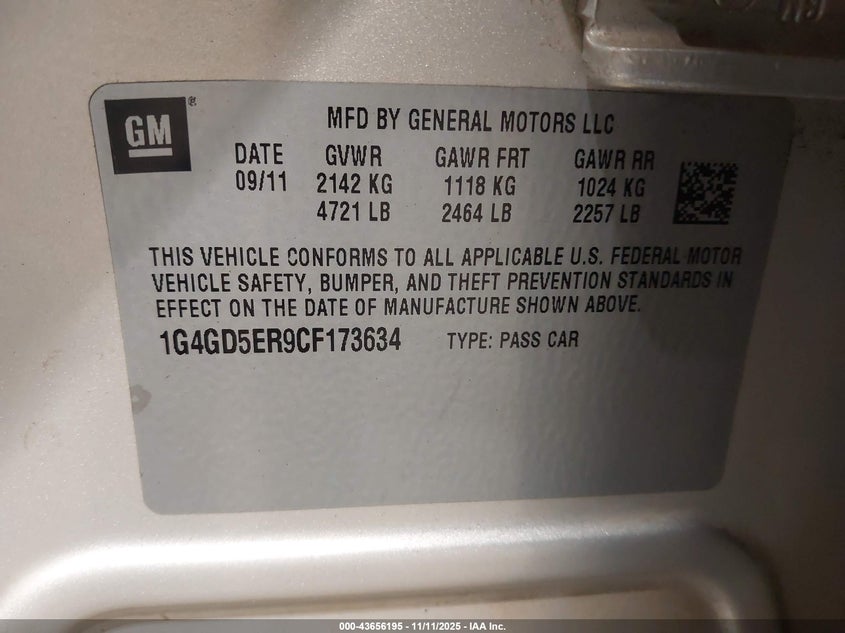 GM ®
MFD BY GENERAL MOTORS LLC
DATE GVWR GAWR FRT GAWR RR
09/11 2142 KG 1118 KG 1024 KG
4721 LB 2464 LB 2257 LB
THIS VEHICLE CONFORMS TO ALL APPLICABLE U.S. FEDERAL MOTOR
VEHICLE SAFETY, BUMPER, AND THEFT PREVENTION STANDARDS IN
EFFECT ON THE DATE OF MANUFACTURE SHOWN ABOVE.
1G4GD5ER9CF173634 TYPE: PASS CAR
000-43656195 - 11/11/2025 - IAA Inc.